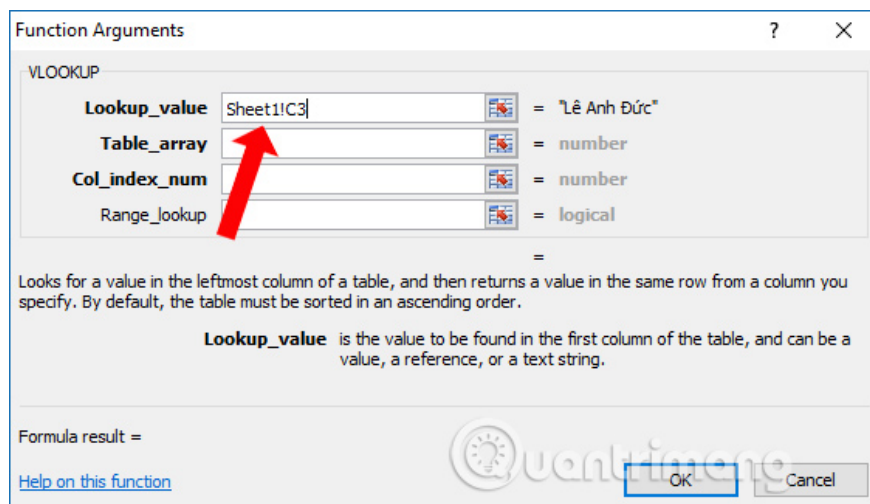 Function Arguments ? ×
VLOOKUP
Lookup_value Sheet1!C3 = "Lê Anh Đức"
Table_array = number
Col_index_num = number
Range_lookup = logical
=
Looks for a value in the leftmost column of a table, and then returns a value in the same row from a column you
specify. By default, the table must be sorted in an ascending order.
Lookup_value is the value to be found in the first column of the table, and can be a
value, a reference, or a text string.
Formula result =
Quantrimang
Help on this function OK Cancel